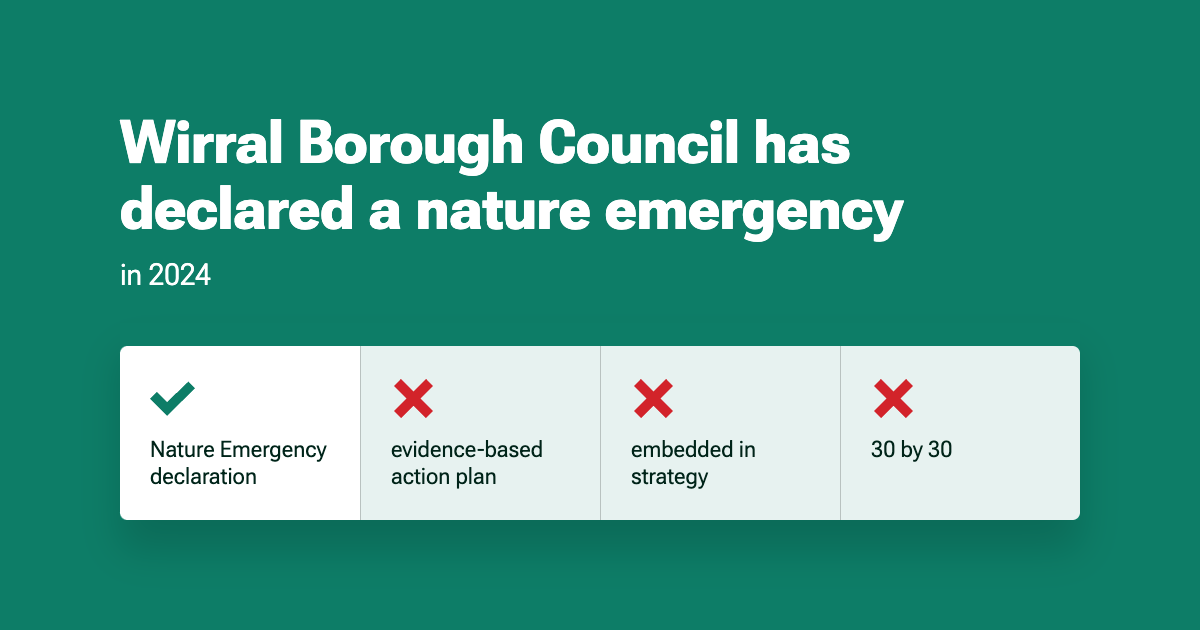 Wirral Borough Council has
declared a nature emergency
in 2024
Nature Emergency
declaration
evidence-based
action plan
embedded in
strategy
30 by 30